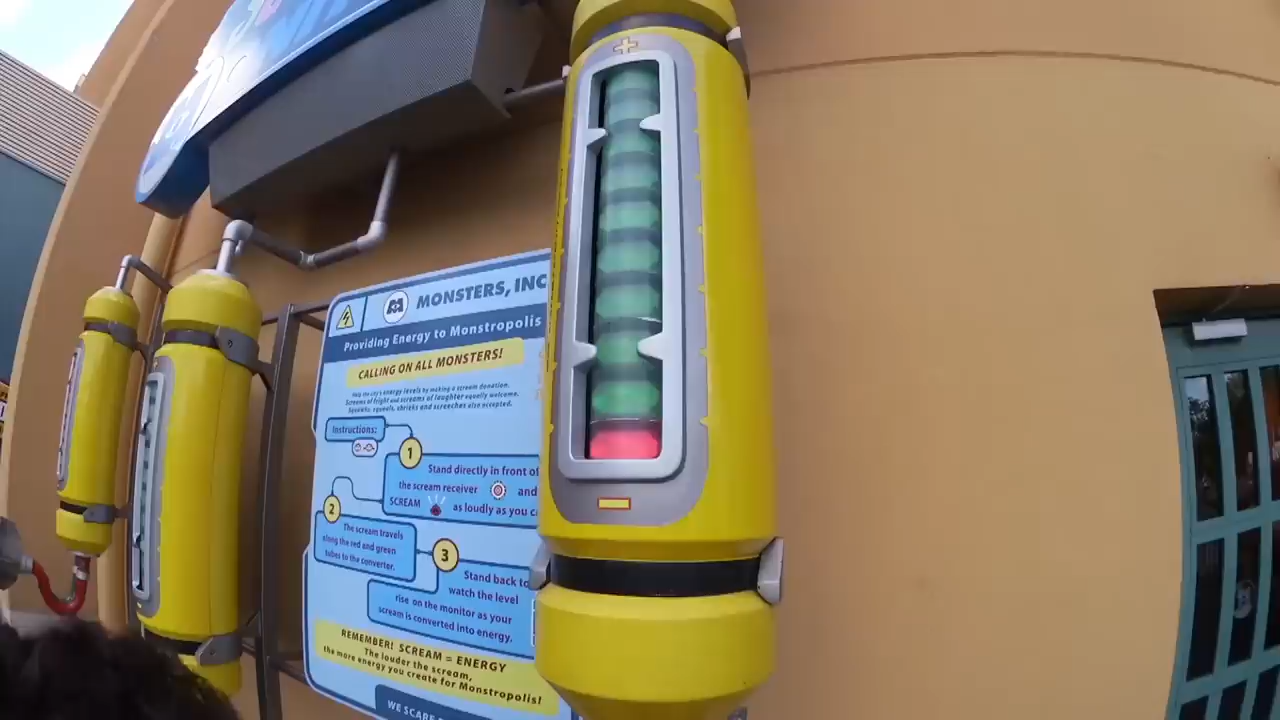 MONSTERS, INC
Providing Energy to Monstropolis
CALLING ON ALL MONSTERS!
Help the city's energy levels by making a scream donation.
Screams of fright and screams of laughter equally welcome.
Squeaks, squeals, shrieks and screeches also accepted.
Instructions:
1
Stand directly in front of
the scream receiver and
SCREAM as loudly as you
2
The scream travels
along the red and green
tubes to the converter.
3
Stand back to
watch the level
rise on the monitor as your
scream is converted into energy.
REMEMBER! SCREAM = ENERGY
The louder the scream,
the more energy you create for Monstropolis!
WE SCARE